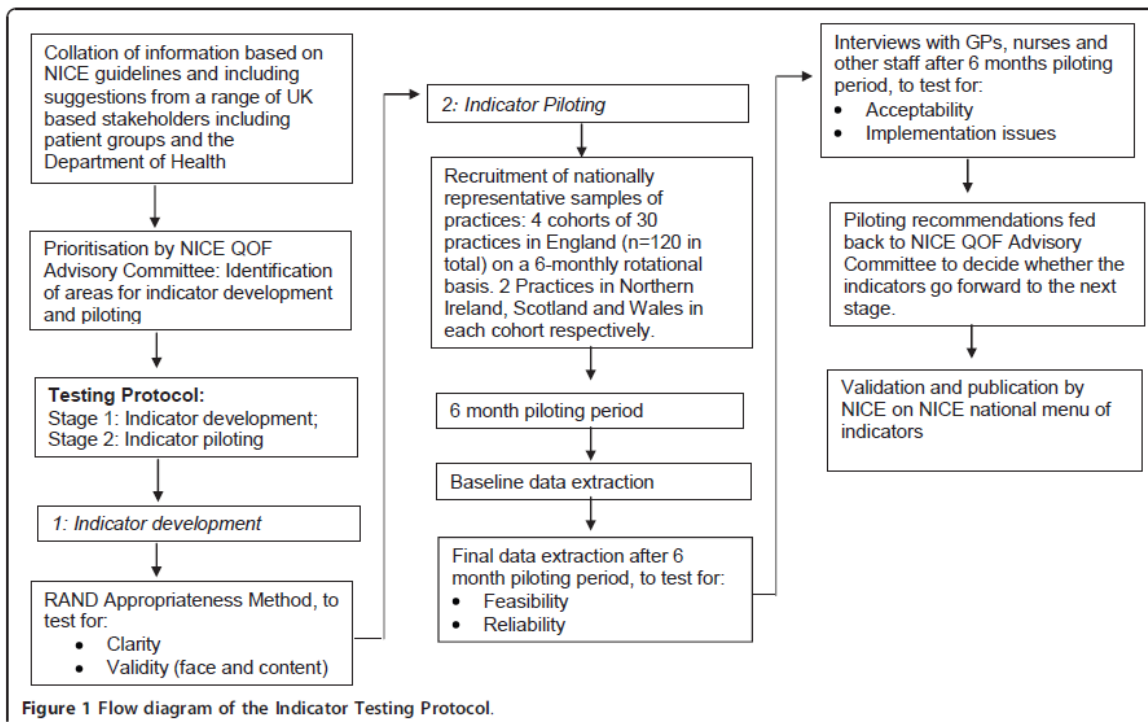 Collation of information based on
NICE guidelines and including
suggestions from a range of UK
based stakeholders including
patient groups and the
Department of Health
Prioritisation by NICE QOF
Advisory Committee: Identification
of areas for indicator development
and piloting
Testing Protocol:
Stage 1: Indicator development;
Stage 2: Indicator piloting
1: Indicator development
RAND Appropriateness Method, to
test for:
• Clarity
• Validity (face and content)
2: Indicator Piloting
Recruitment of nationally
representative samples of
practices: 4 cohorts of 30
practices in England (n=120 in
total) on a 6-monthly rotational
basis. 2 Practices in Northern
Ireland, Scotland and Wales in
each cohort respectively.
6 month piloting period
Baseline data extraction
Final data extraction after 6
month piloting period, to test for:
• Feasibility
• Reliability
Interviews with GPs, nurses and
other staff after 6 months piloting
period, to test for:
• Acceptability
• Implementation issues
Piloting recommendations fed
back to NICE QOF Advisory
Committee to decide whether the
indicators go forward to the next
stage.
Validation and publication by
NICE on NICE national menu of
indicators
Figure 1 Flow diagram of the Indicator Testing Protocol.